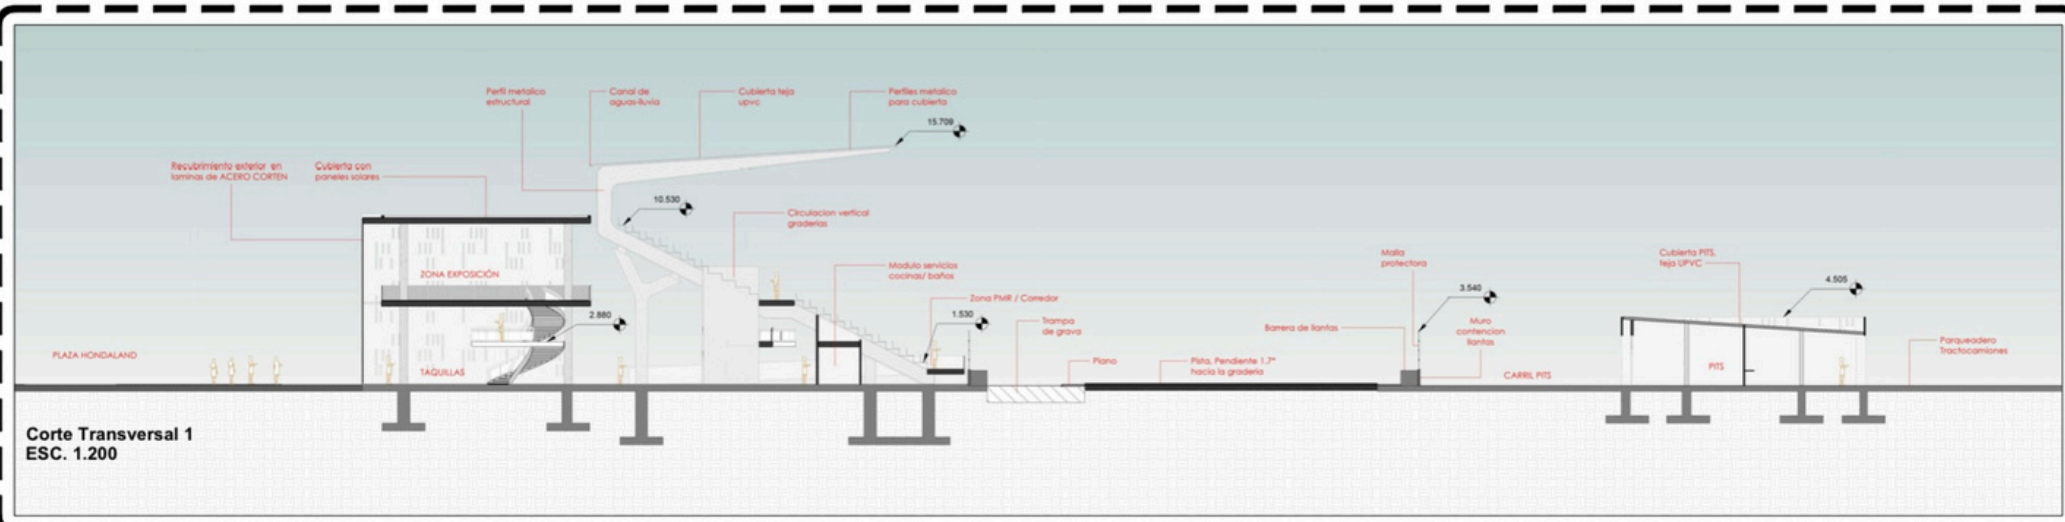 Perfil metalico
estructural
Canal de
aguas-lluvia
Cubierta teja
upvc
Perfiles metalico
para cubierta
15.709
Recubrimiento exterior en
laminas de ACERO CORTEN
Cubierta con
paneles solares
10.530
Circulacion vertical
graderias
ZONA EXPOSICIÓN
Modulo servicios
cocinas/ baños
Malla
protectora
Cubierta PITS,
teja UPVC
4.505
3.540
Zona PMR / Corredor
2.880
1.530
Trampa
de grava
Barrera de llantas
Muro
contencion
llantas
Parqueadero
Tractocamiones
PLAZA HONDALAND
TAQUILLAS
Piano
Pista, Pendiente 1.7°
hacia la graderia
CARRIL PITS
PITS
Corte Transversal 1
ESC. 1.200